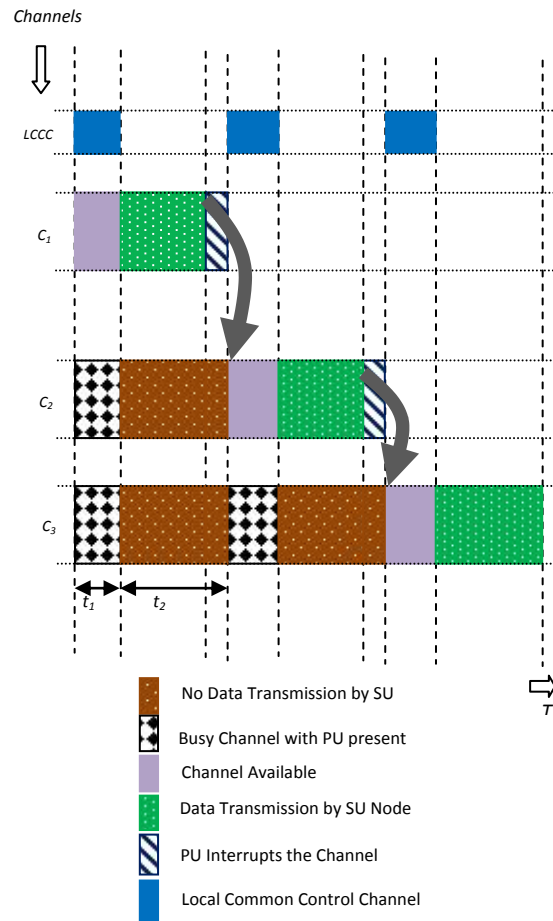 Channels
LCCC
C1
C2
C3
t1
t2
T
No Data Transmission by SU
Busy Channel with PU present
Channel Available
Data Transmission by SU Node
PU Interrupts the Channel
Local Common Control Channel